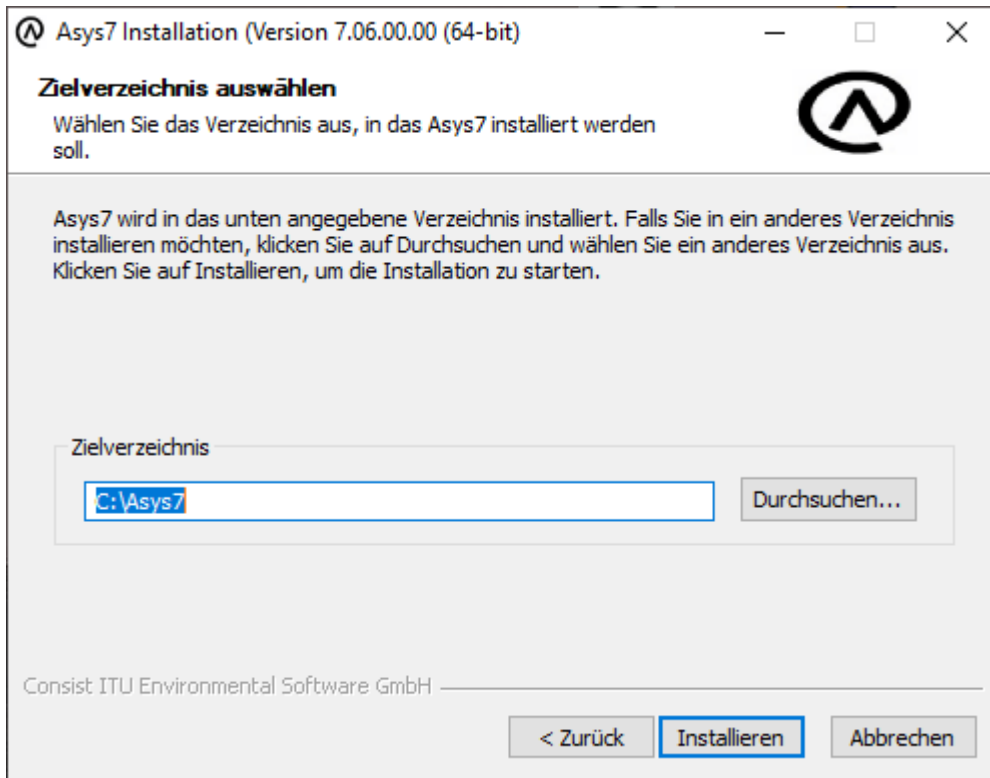 Asys7 Installation (Version 7.06.00.00 (64-bit)
Zielverzeichnis auswählen
Wählen Sie das Verzeichnis aus, in das Asys7 installiert werden
soll.
Asys7 wird in das unten angegebene Verzeichnis installiert. Falls Sie in ein anderes Verzeichnis
installieren möchten, klicken Sie auf Durchsuchen und wählen Sie ein anderes Verzeichnis aus.
Klicken Sie auf Installieren, um die Installation zu starten.
Zielverzeichnis
C:\Asys7
Durchsuchen...
Consist ITU Environmental Software GmbH
< Zurück
Installieren
Abbrechen